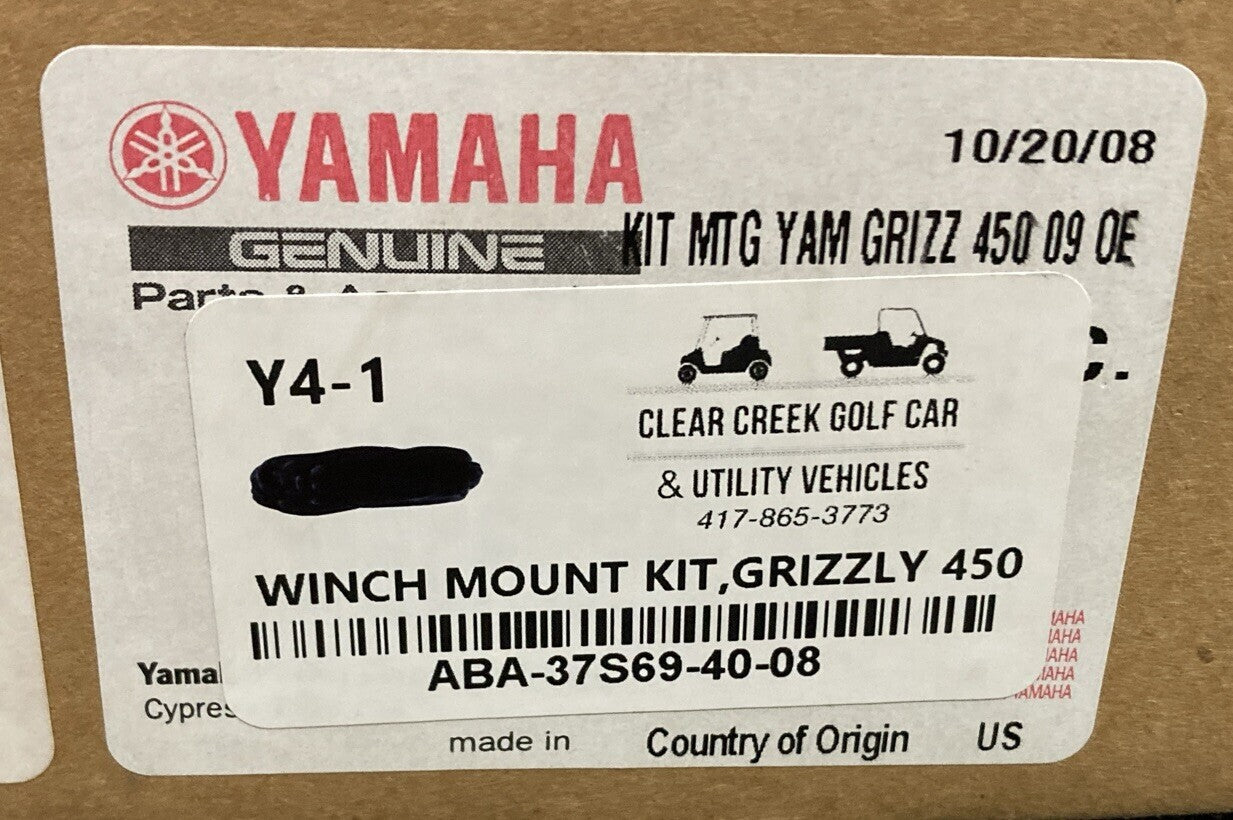 YAMAHA
10/20/08
GENUINE
KIT MTG YAM GRIZZ 450 09 OE
Y4-1
CLEAR CREEK GOLF CAR
& UTILITY VEHICLES
417-865-3773
WINCH MOUNT KIT,GRIZZLY 450
ABA-37S69-40-08
YAMAHA
made in
Country of Origin
US